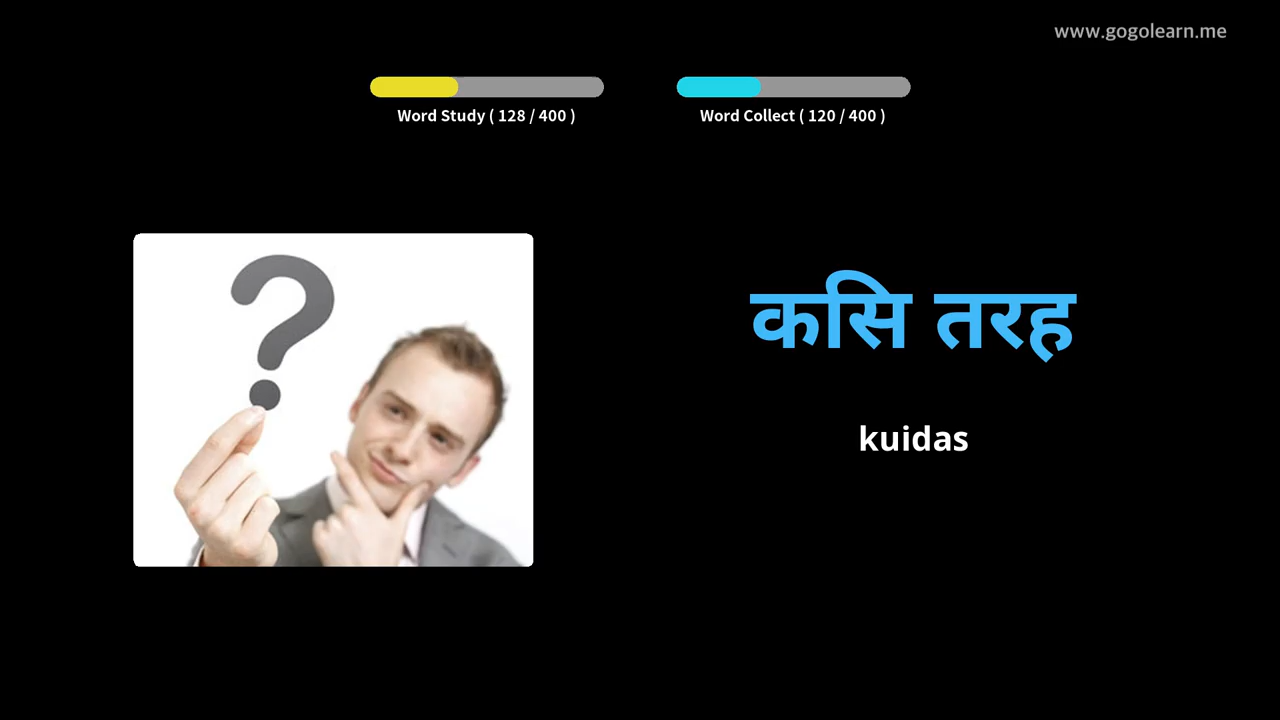 www.gogolearn.me
Word Study ( 128 / 400 )
Word Collect ( 120 / 400 )
कसि तरह
kuidas